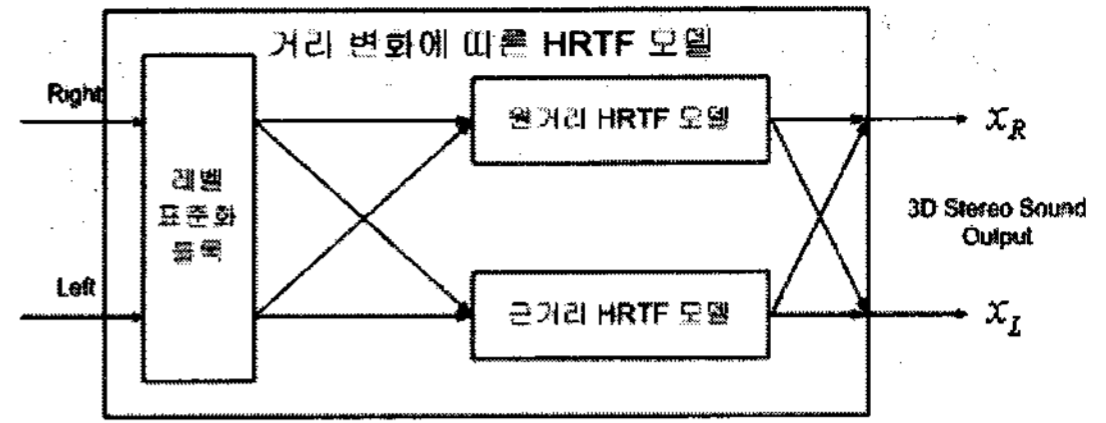 거리 변화에 따른 HRTF 모델
Right
원거리 HRTF 모델
x_R
레벨
표준화
블록
3D Stereo Sound
Output
Left
근거리 HRTF 모델
x_L